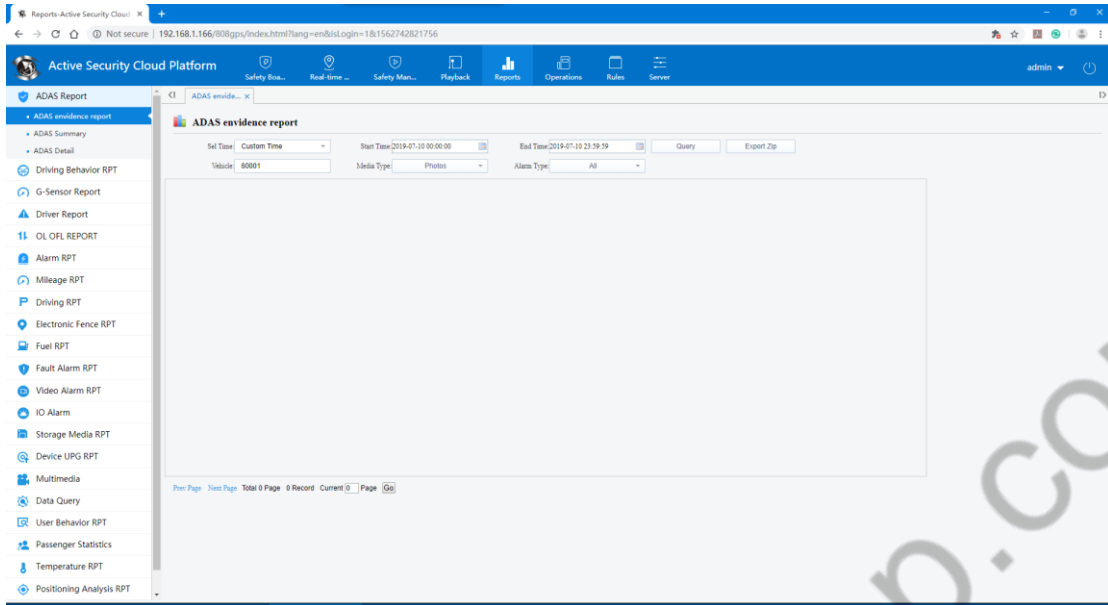 Reports-Active Security Cloud
Not secure | 192.168.1.166/808gps/index.html?lang=en&isLogin=1&1562742821756
Active Security Cloud Platform
Safety Boa... Real-time ... Safety Man... Playback Reports Operations Rules Server
admin
ADAS Report
ADAS envidence report
ADAS Summary
ADAS Detail
Driving Behavior RPT
G-Sensor Report
Driver Report
OL OFL REPORT
Alarm RPT
Mileage RPT
Driving RPT
Electronic Fence RPT
Fuel RPT
Fault Alarm RPT
Video Alarm RPT
IO Alarm
Storage Media RPT
Device UPG RPT
Multimedia
Data Query
User Behavior RPT
Passenger Statistics
Temperature RPT
Positioning Analysis RPT
ADAS envide...
ADAS envidence report
Sel Time: Custom Time Start Time: 2019-07-10 00:00:00 End Time: 2019-07-10 23:59:59 Query Export Zip
Vehicle: 60001 Media Type: Photos Alarm Type: All
Prev Page Next Page Total 0 Page 0 Record Current 0 Page Go